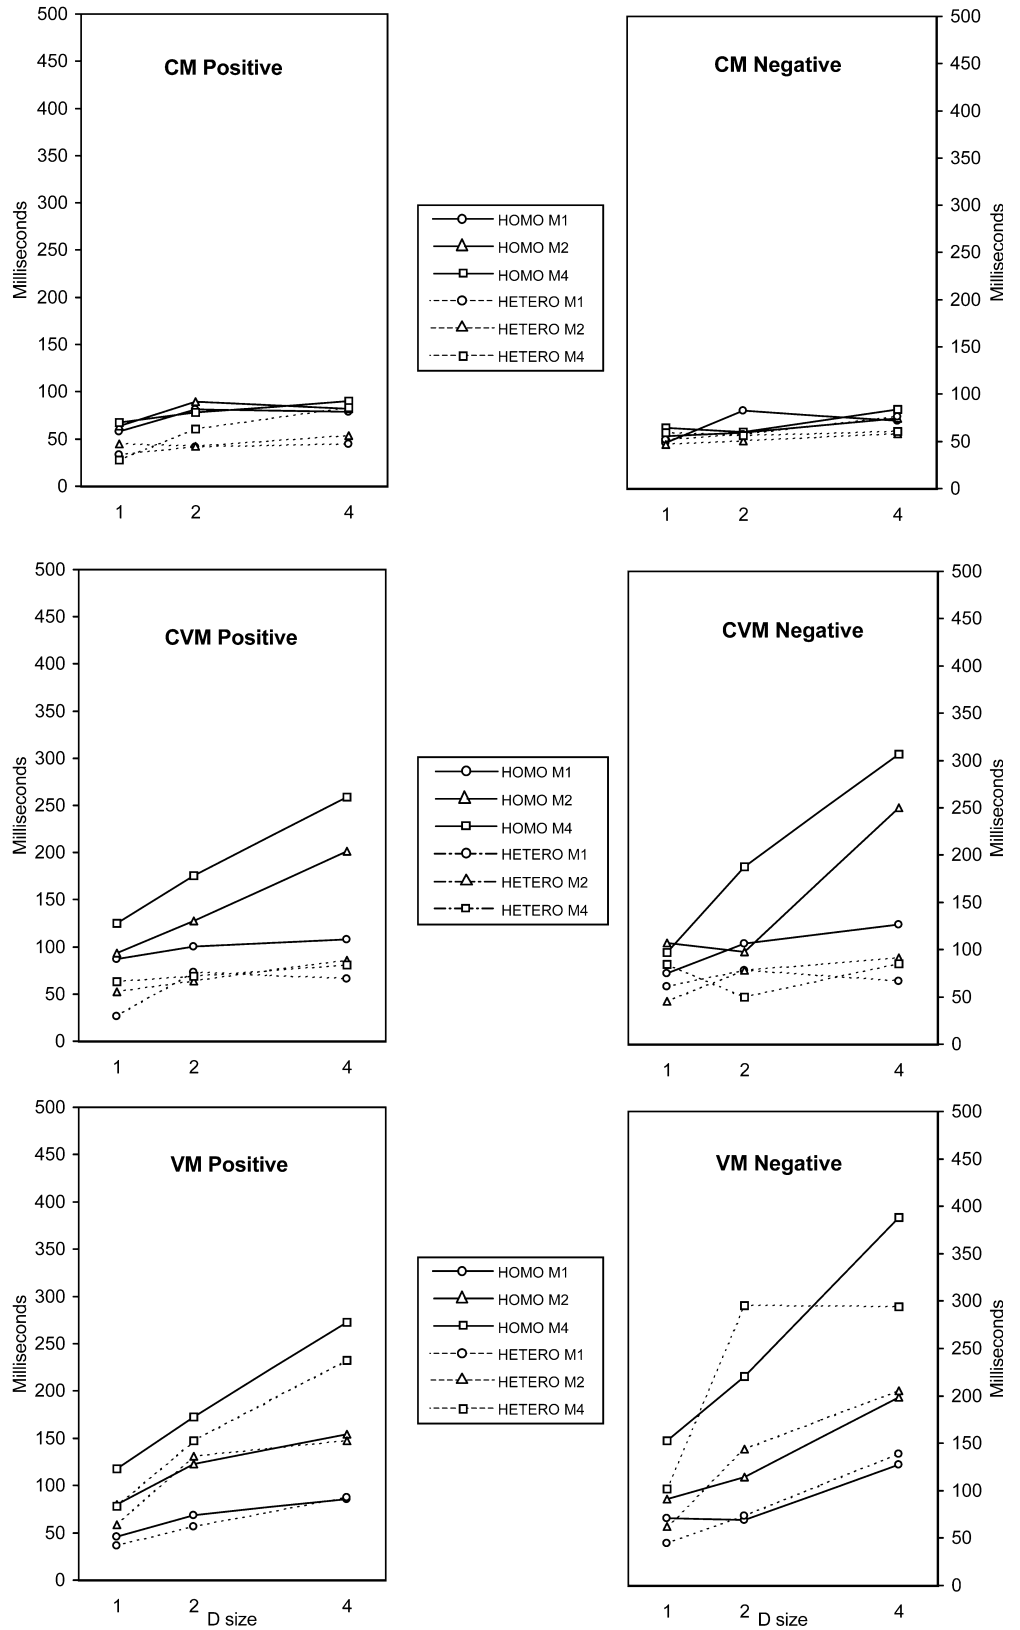 CM Positive
500
450
400
350
300
250
200
150
100
50
0
Milliseconds
1 2 4
HOMO M1
HOMO M2
HOMO M4
HETERO M1
HETERO M2
HETERO M4
CM Negative
500
450
400
350
300
250
200
150
100
50
0
Milliseconds
1 2 4
CVM Positive
500
450
400
350
300
250
200
150
100
50
0
Milliseconds
1 2 4
HOMO M1
HOMO M2
HOMO M4
HETERO M1
HETERO M2
HETERO M4
CVM Negative
500
450
400
350
300
250
200
150
100
50
0
Milliseconds
1 2 4
VM Positive
500
450
400
350
300
250
200
150
100
50
0
Milliseconds
1 2 4
D size
HOMO M1
HOMO M2
HOMO M4
HETERO M1
HETERO M2
HETERO M4
VM Negative
500
450
400
350
300
250
200
150
100
50
0
Milliseconds
1 2 4
D size